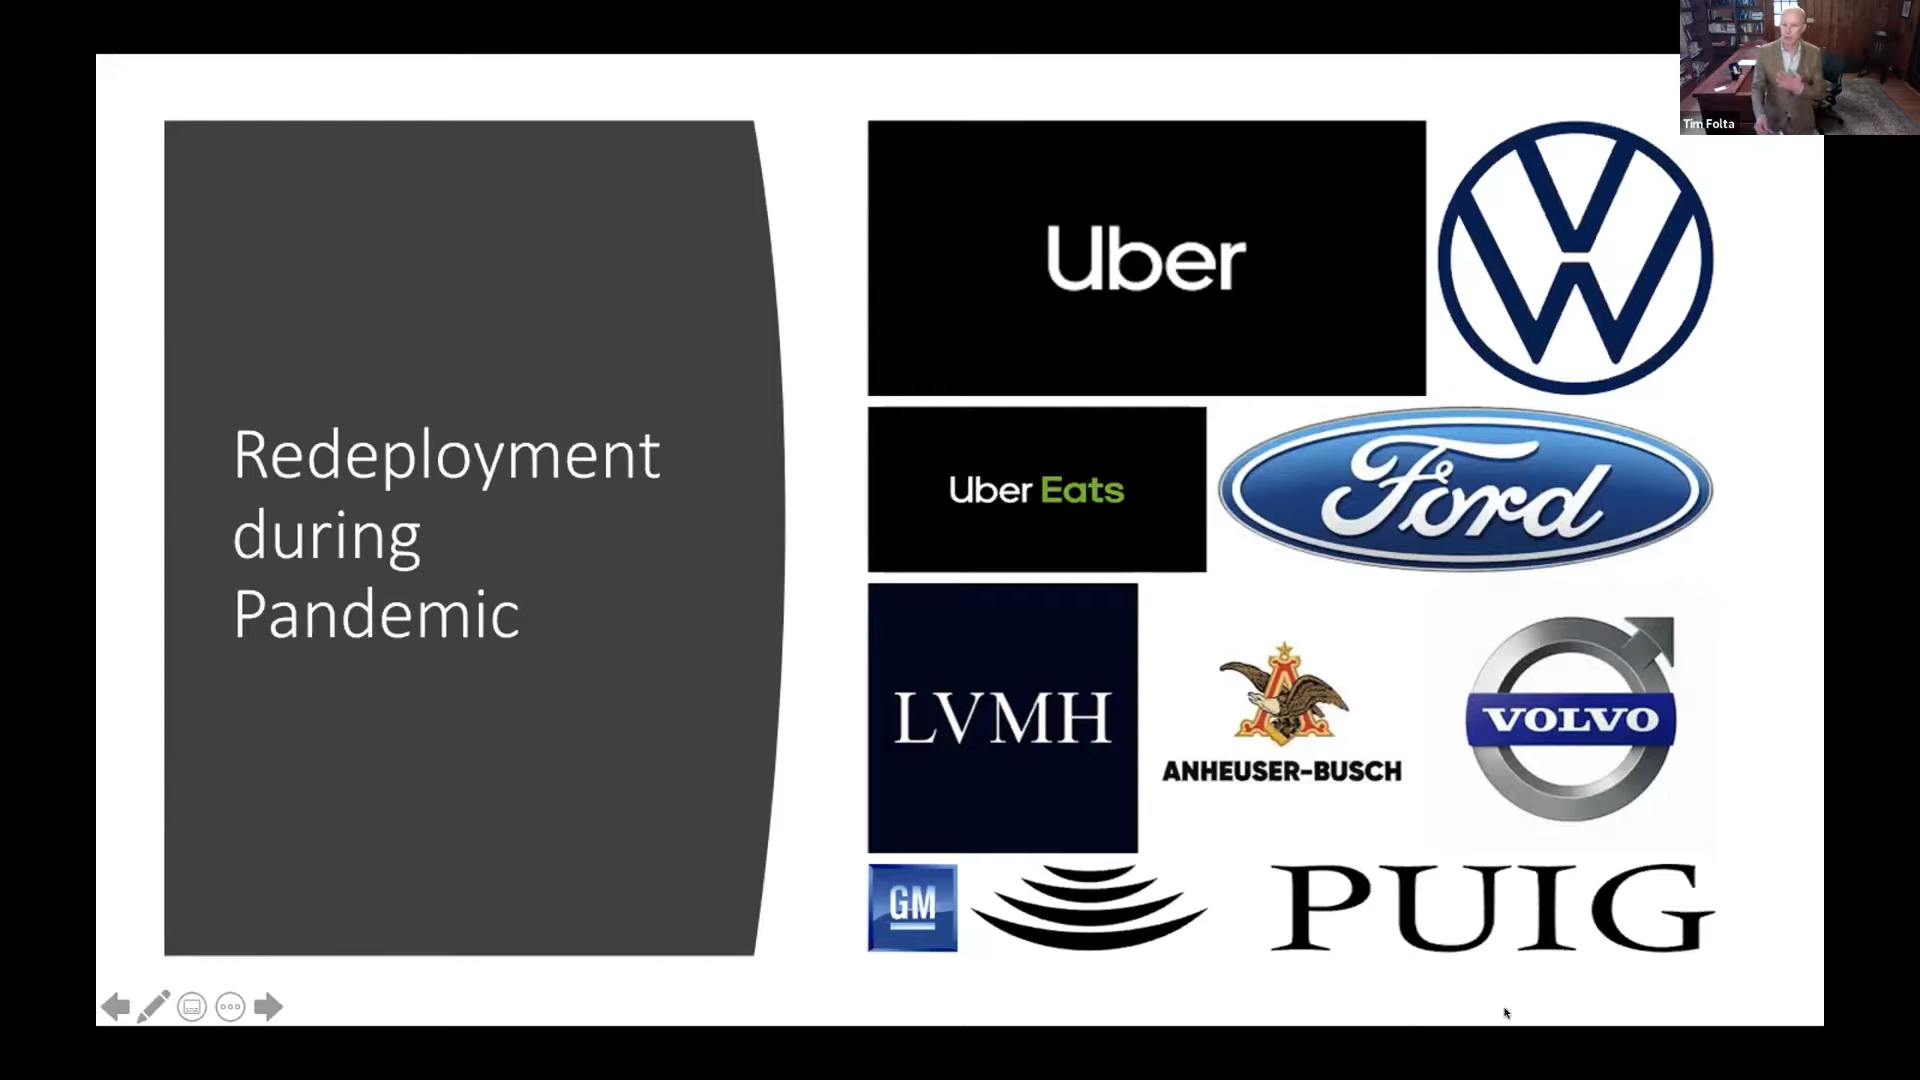 Tim Folta
Redeployment
during
Pandemic
Uber
Uber Eats
Ford
LVMH
A
ANHEUSER-BUSCH
VOLVO
GM
PUIG